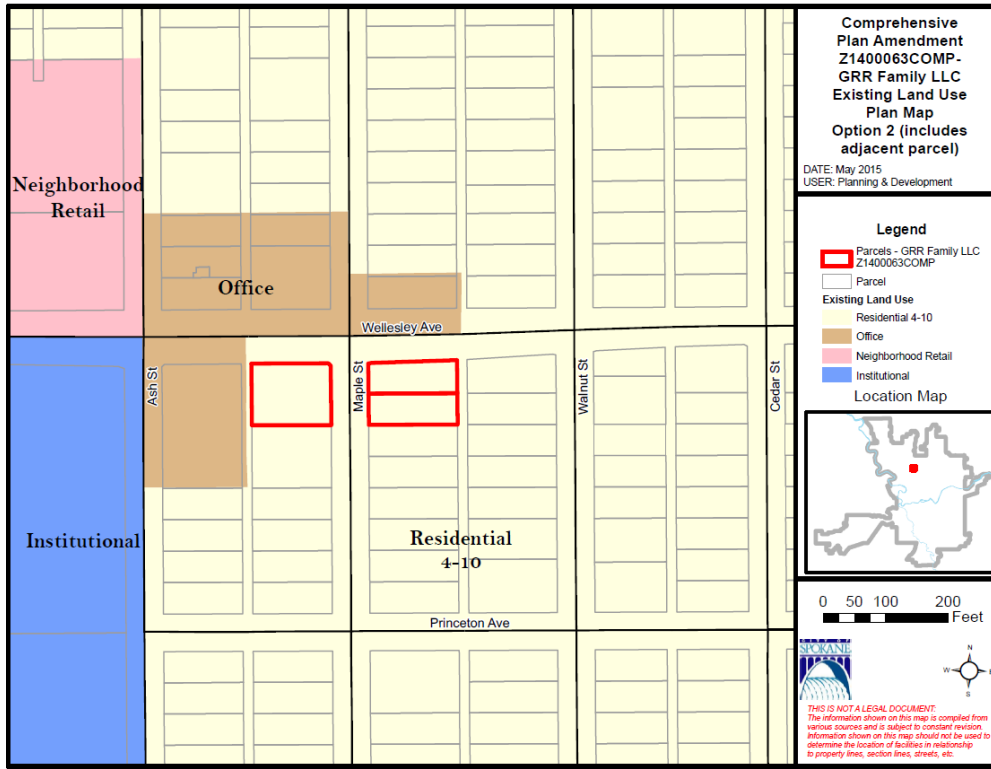 Neighborhood
Retail
Office
Wellesley Ave
Ash St
Maple St
Walnut St
Cedar St
Institutional
Residential
4-10
Princeton Ave
Comprehensive
Plan Amendment
Z1400063COMP-
GRR Family LLC
Existing Land Use
Plan Map
Option 2 (includes
adjacent parcel)
DATE: May 2015
USER: Planning & Development
Legend
Parcels - GRR Family LLC
Z1400063COMP
Parcel
Existing Land Use
Residential 4-10
Office
Neighborhood Retail
Institutional
Location Map
0 50 100 200
Feet
SPOKANE
N
W
S
THIS IS NOT A LEGAL DOCUMENT:
The information shown on this map is compiled from
various sources and is subject to constant revision.
Information shown on this map should not be used to
determine the location of facilities in relationship
to property lines, section lines, streets, etc.